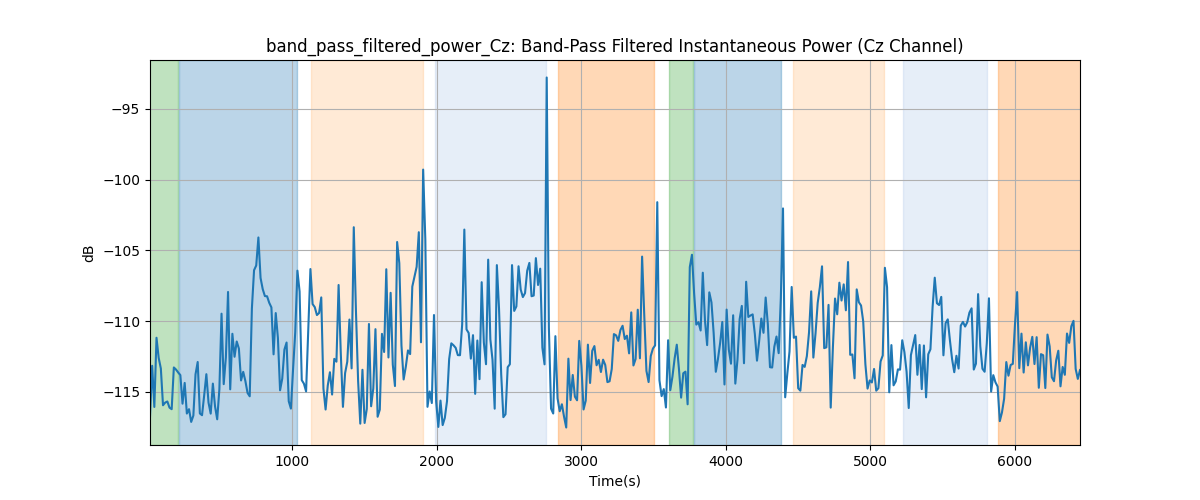 band_pass_filtered_power_Cz: Band-Pass Filtered Instantaneous Power (Cz Channel)
−95
−100
−105
−110
−115
dB
1000 2000 3000 4000 5000 6000
Time(s)